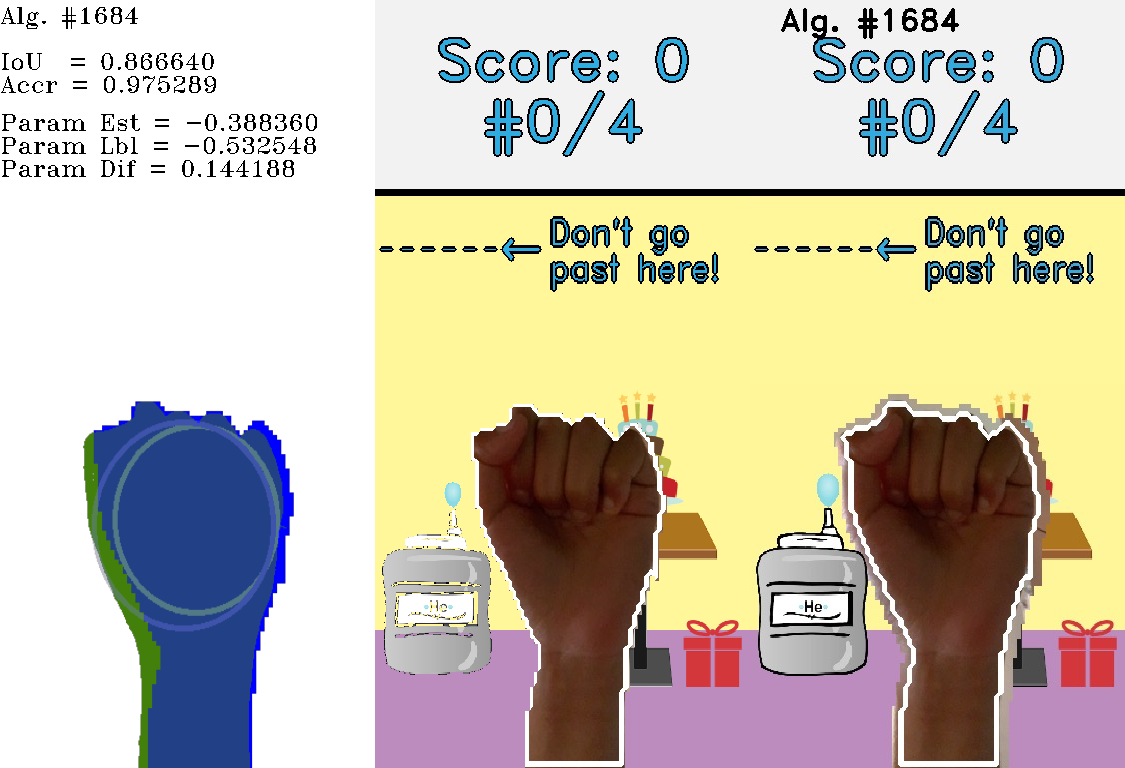 Alg. #1684
IoU = 0.866640
Accr = 0.975289
Param Est = −0.388360
Param Lbl = −0.532548
Param Dif = 0.144188
Score: 0
#0/4
------← Don't go
past here!
He
Alg. #1684
Score: 0
#0/4
------← Don't go
past here!
·He·